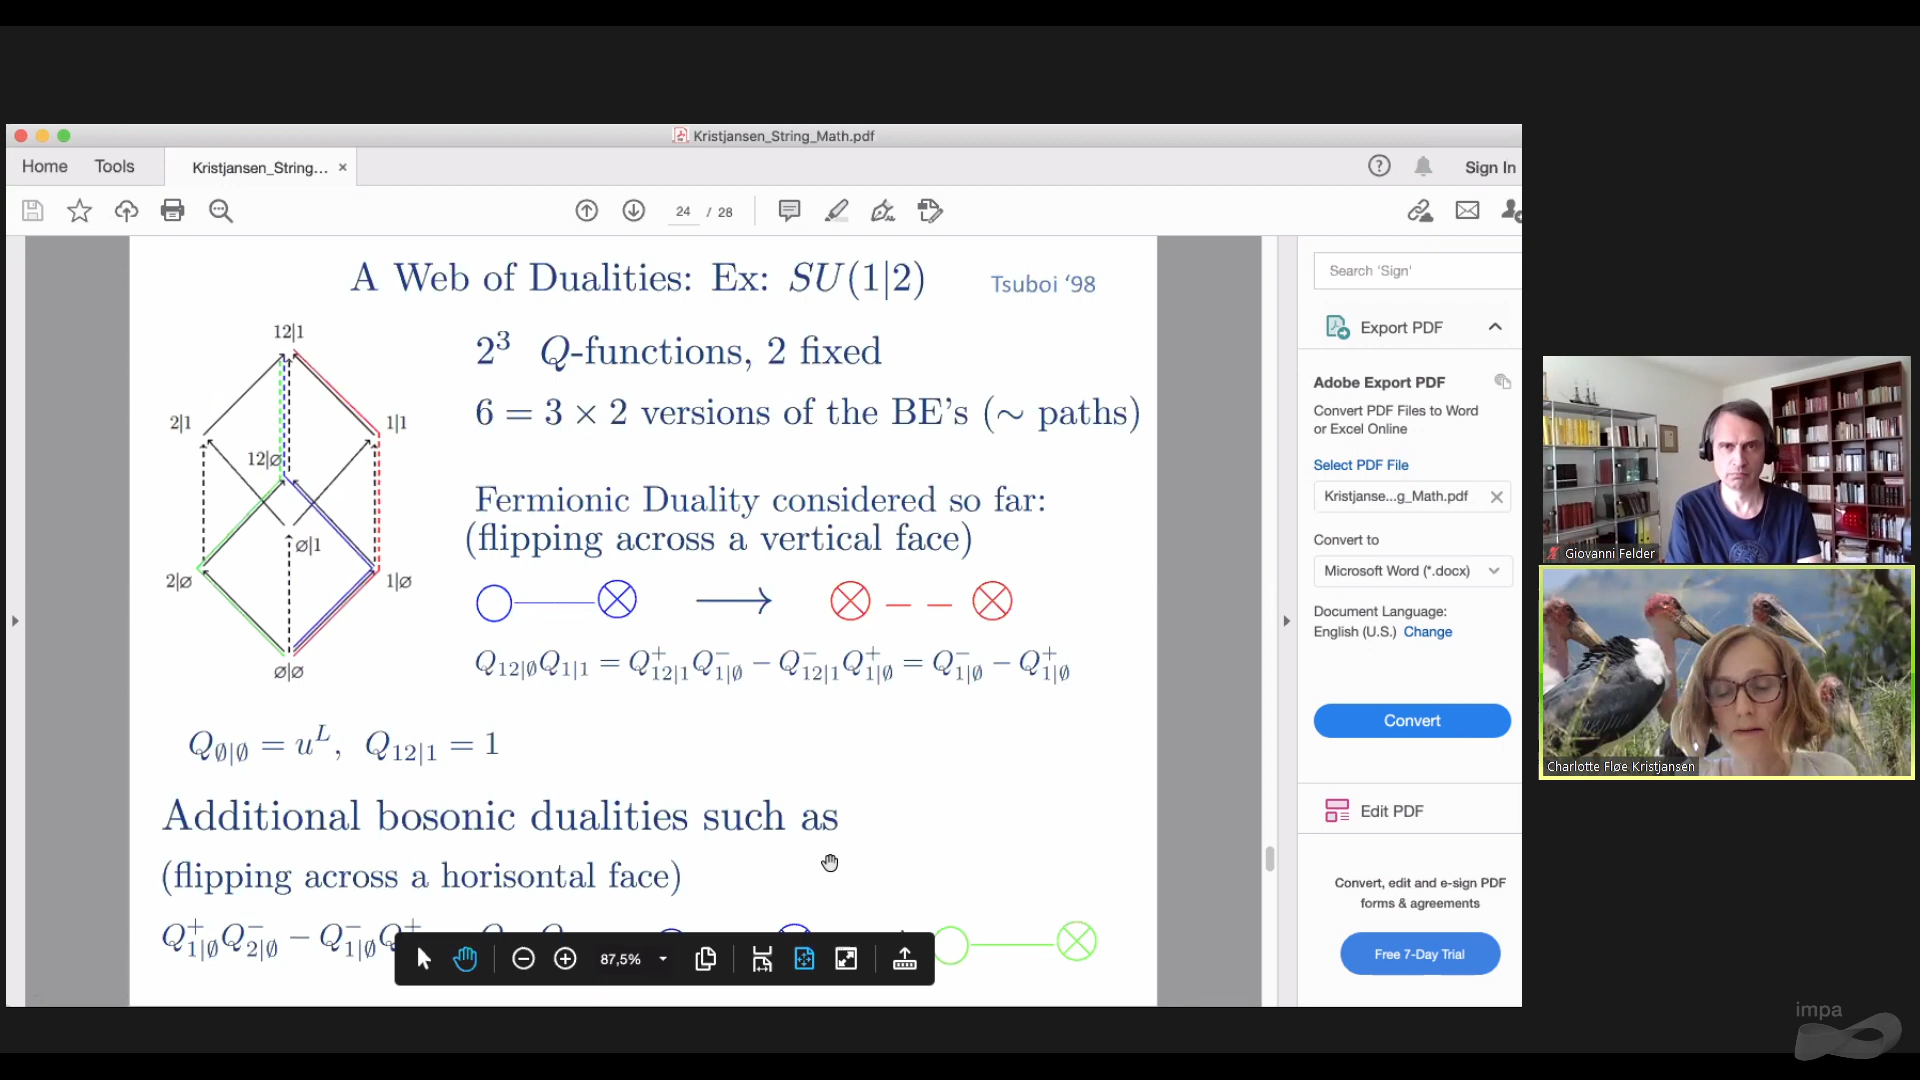 Kristjansen_String_Math.pdf
Home Tools Kristjansen_String... × Sign In
24 / 28
A Web of Dualities: Ex: SU(1|2) Tsuboi ‘98
12|1
2|1
1|1
12|∅
∅|1
2|∅
1|∅
∅|∅
2³ Q-functions, 2 fixed
6 = 3 × 2 versions of the BE's (∼ paths)
Fermionic Duality considered so far:
(flipping across a vertical face)
Q_{12|∅}Q_{1|1} = Q^+_{12|1}Q^-_{1|∅} − Q^-_{12|1}Q^+_{1|∅} = Q^-_{1|∅} − Q^+_{1|∅}
Q_{∅|∅} = u^L, Q_{12|1} = 1
Additional bosonic dualities such as
(flipping across a horisontal face)
Q^+_{1|∅}Q^-_{2|∅} − Q^-_{1|∅}
87,5%
Search 'Sign'
Export PDF
Adobe Export PDF
Convert PDF Files to Word
or Excel Online
Select PDF File
Kristjanse...g_Math.pdf
Convert to
Microsoft Word (*.docx)
Document Language:
English (U.S.) Change
Convert
Edit PDF
Convert, edit and e-sign PDF
forms & agreements
Free 7-Day Trial
Giovanni Felder
Charlotte Fløe Kristjansen
impa